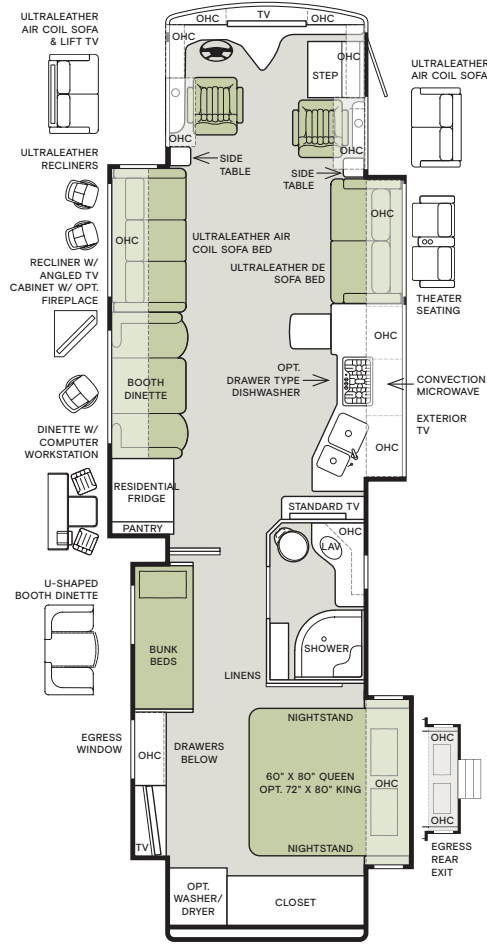 OHC
TV
OHC
ULTRALEATHER
AIR COIL SOFA
& LIFT TV
OHC
OHC
STEP
ULTRALEATHER
AIR COIL SOFA
OHC
OHC
SIDE
TABLE
SIDE
TABLE
ULTRALEATHER
RECLINERS
OHC
ULTRALEATHER AIR
COIL SOFA BED
OHC
ULTRALEATHER DE
SOFA BED
RECLINER W/
ANGLED TV
CABINET W/ OPT.
FIREPLACE
THEATER
SEATING
OHC
BOOTH
DINETTE
OPT.
DRAWER TYPE
DISHWASHER
CONVECTION
MICROWAVE
EXTERIOR
TV
OHC
DINETTE W/
COMPUTER
WORKSTATION
RESIDENTIAL
FRIDGE
PANTRY
STANDARD TV
OHC
LAV
U-SHAPED
BOOTH DINETTE
BUNK
BEDS
SHOWER
LINENS
EGRESS
WINDOW
OHC
DRAWERS
BELOW
NIGHTSTAND
60" X 80" QUEEN
OPT. 72" X 80" KING
OHC
NIGHTSTAND
TV
OHC
OHC
EGRESS
REAR
EXIT
OPT.
WASHER/
DRYER
CLOSET